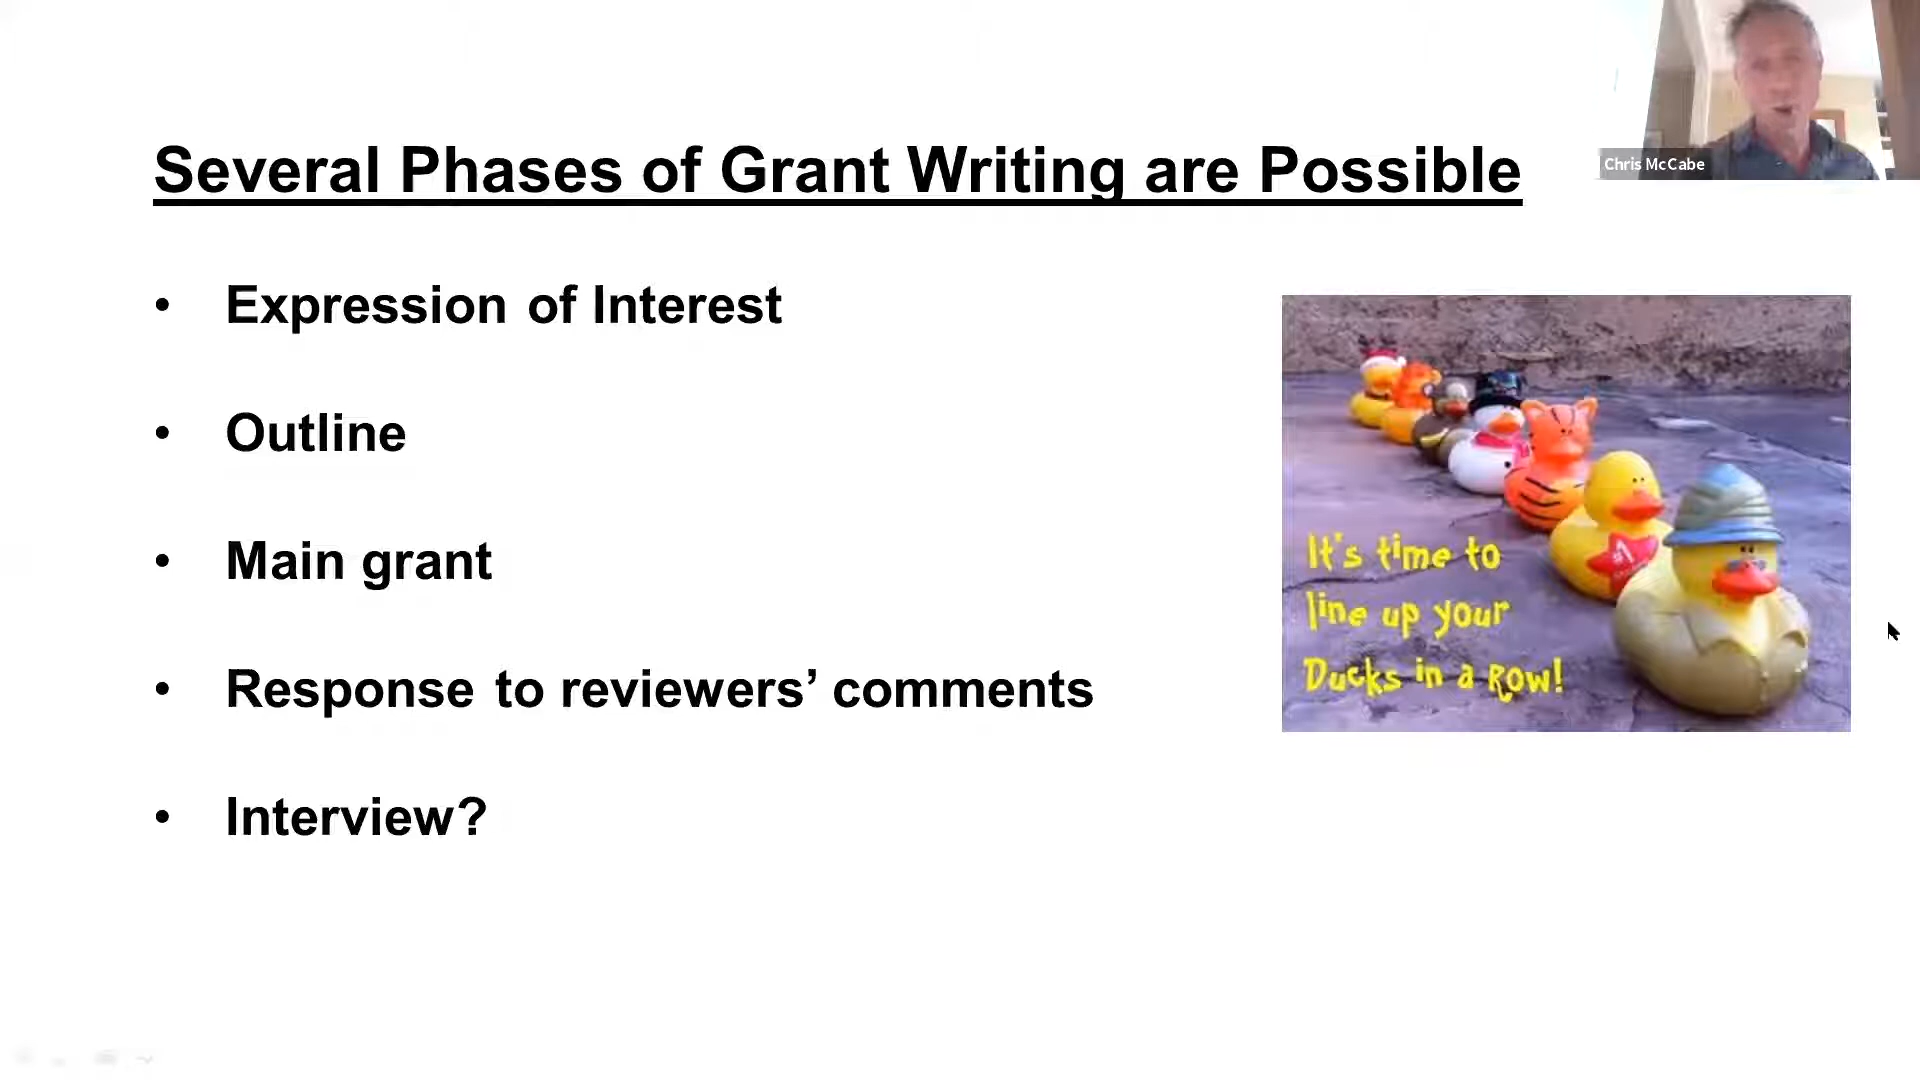 Several Phases of Grant Writing are Possible
Chris McCabe
• Expression of Interest
• Outline
• Main grant
• Response to reviewers’ comments
• Interview?
#1
It's time to
line up your
Ducks in a Row!